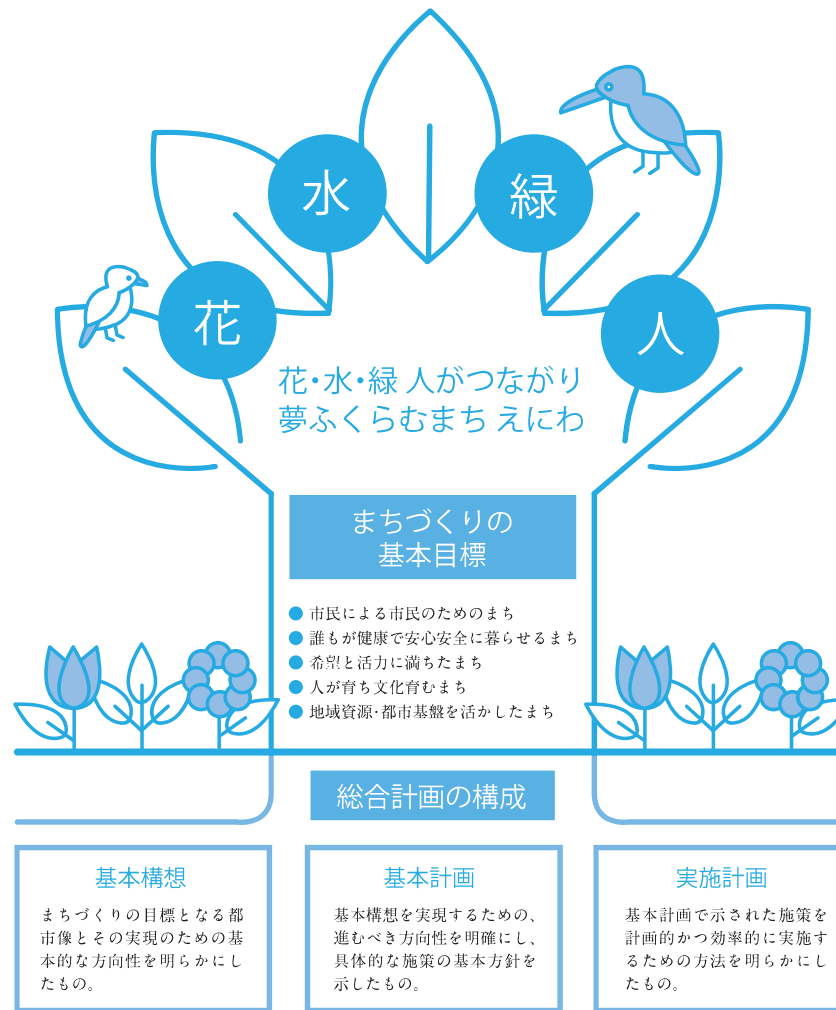 水
緑
花
人
花・水・緑 人がつながり
夢ふくらむまち えにわ
まちづくりの
基本目標
● 市民による市民のためのまち
● 誰もが健康で安心安全に暮らせるまち
● 希望と活力に満ちたまち
● 人が育ち文化育むまち
● 地域資源・都市基盤を活かしたまち
総合計画の構成
基本構想
まちづくりの目標となる都
市像とその実現のための基
本的な方向性を明らかにし
たもの。
基本計画
基本構想を実現するための、
進むべき方向性を明確にし、
具体的な施策の基本方針を
示したもの。
実施計画
基本計画で示された施策を
計画的かつ効率的に実施す
るための方法を明らかにし
たもの。